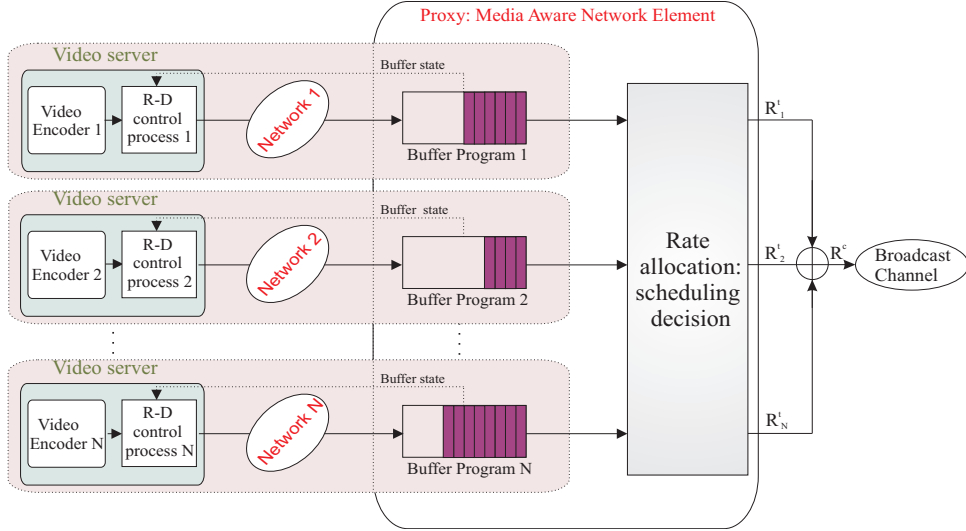 Proxy: Media Aware Network Element
Video server
Buffer state
Video
Encoder 1
R-D
control
process 1
Network 1
Buffer Program 1
R^t_1
Video server
Buffer state
Video
Encoder 2
R-D
control
process 2
Network 2
Buffer Program 2
Rate
allocation:
scheduling
decision
R^t_2
R^c
Broadcast
Channel
Video server
Buffer state
Video
Encoder N
R-D
control
process N
Network N
Buffer Program N
R^t_N